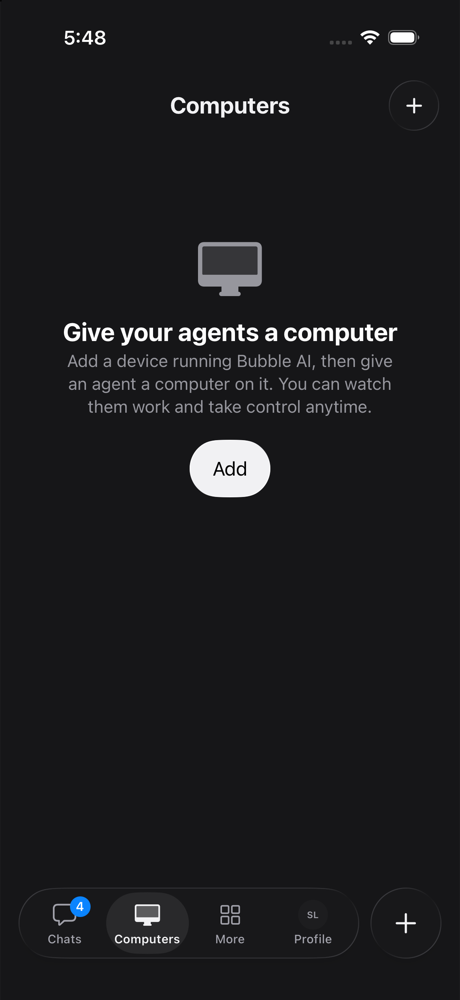 5:48
Computers
Give your agents a computer
Add a device running Bubble AI, then give
an agent a computer on it. You can watch
them work and take control anytime.
Add
4
Chats
Computers
More
SL
Profile